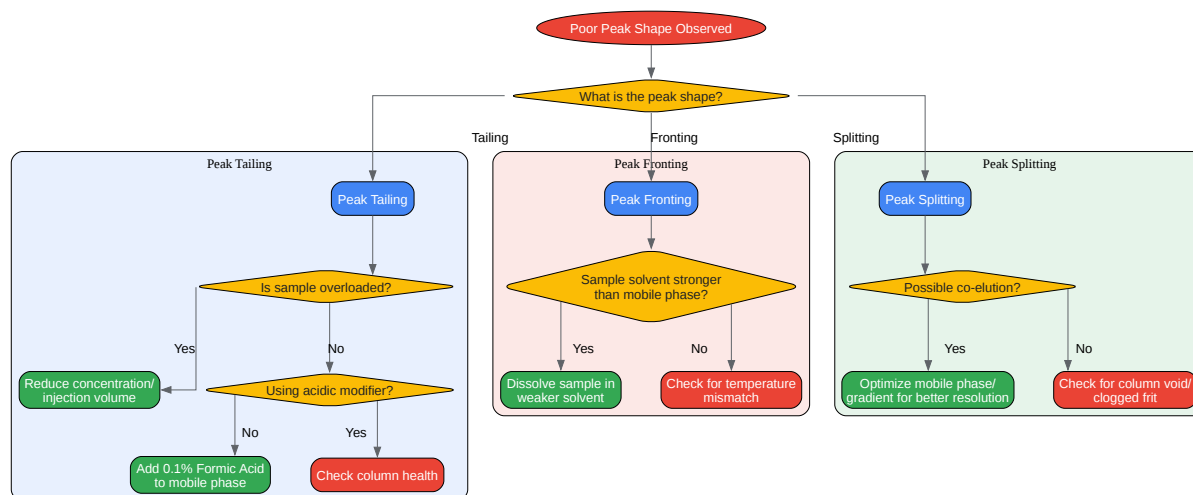 Poor Peak Shape Observed
What is the peak shape?
Tailing
Fronting
Splitting
Peak Tailing
Peak Tailing
Is sample overloaded?
Yes
No
Reduce concentration/
injection volume
Using acidic modifier?
No
Yes
Add 0.1% Formic Acid
to mobile phase
Check column health
Peak Fronting
Peak Fronting
Sample solvent stronger
than mobile phase?
Yes
No
Dissolve sample in
weaker solvent
Check for temperature
mismatch
Peak Splitting
Peak Splitting
Possible co-elution?
Yes
No
Optimize mobile phase/
gradient for better resolution
Check for column void/
clogged frit